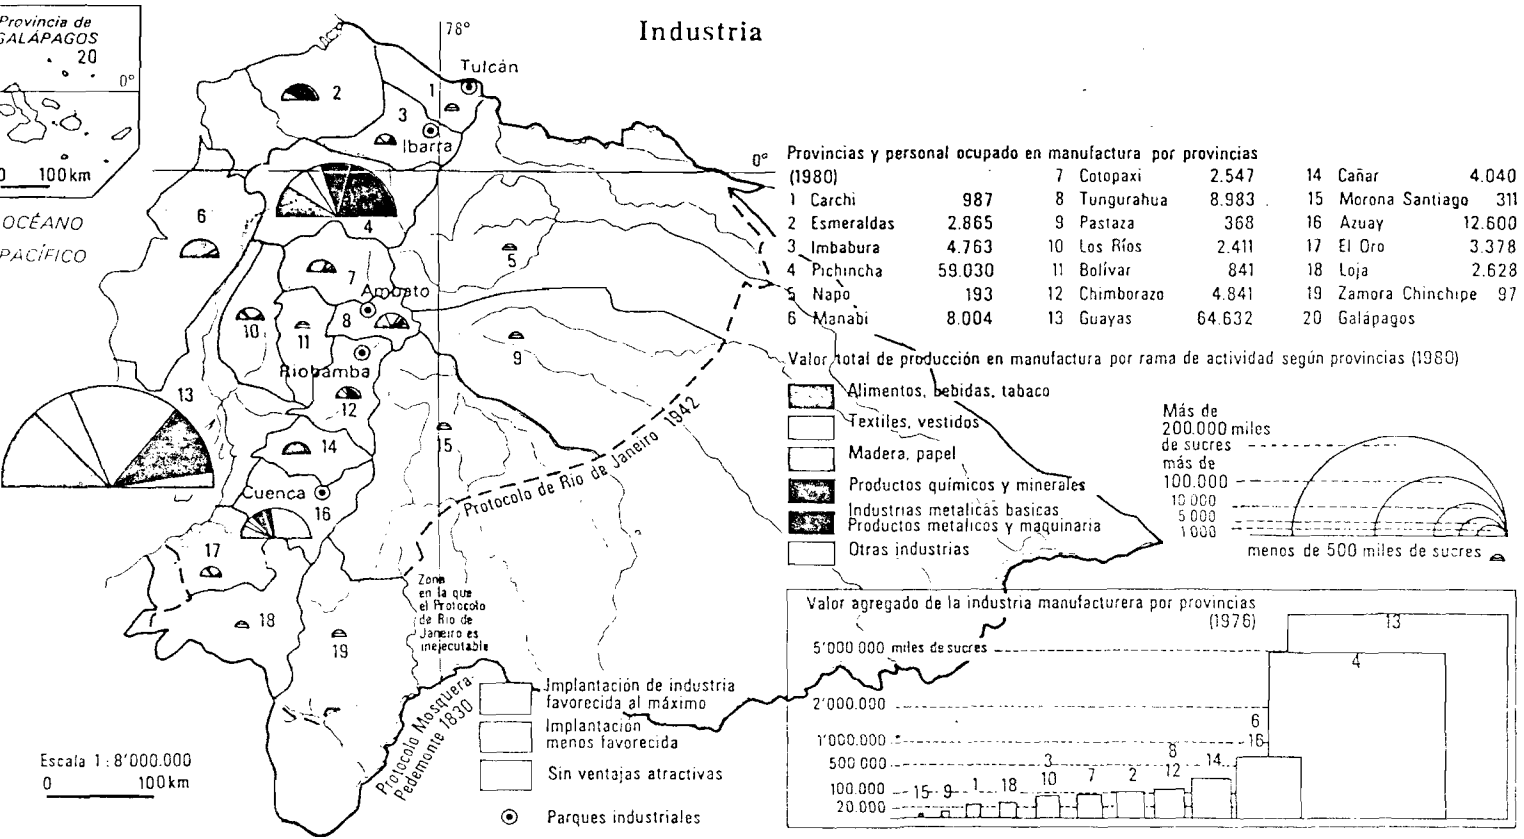 Industria
Provincia de
GALÁPAGOS
20
0°
0 100km
OCÉANO
PACÍFICO
78°
Tulcán
1
2
3
Ibarra
0°
4
5
6
7
Ambato
8
9
10
11
Riobamba
12
13
14
15
Cuenca
16
17
18
19
Protocolo de Río de Janeiro 1942
Zona
en la que
el Protocolo
de Río de
Janeiro es
inejecutable
Protocolo Mosquera-
Pedemonte 1830
Escala 1:8'000.000
0 100km
Implantación de industria
favorecida al máximo
Implantación
menos favorecida
Sin ventajas atractivas
Parques industriales
Provincias y personal ocupado en manufactura por provincias
(1980)
1 Carchi 987
2 Esmeraldas 2.865
3 Imbabura 4.763
4 Pichincha 59.030
5 Napo 193
6 Manabí 8.004
7 Cotopaxi 2.547
8 Tungurahua 8.983
9 Pastaza 368
10 Los Ríos 2.411
11 Bolívar 841
12 Chimborazo 4.841
13 Guayas 64.632
14 Cañar 4.040
15 Morona Santiago 311
16 Azuay 12.600
17 El Oro 3.378
18 Loja 2.628
19 Zamora Chinchipe 97
20 Galápagos
Valor total de producción en manufactura por rama de actividad según provincias (1980)
Alimentos, bebidas, tabaco
Textiles, vestidos
Madera, papel
Productos químicos y minerales
Industrias metalicas basicas
Productos metalicos y maquinaria
Otras industrias
Más de
200.000 miles
de sucres
más de
100.000
10 000
5 000
1 000
menos de 500 miles de sucres
Valor agregado de la industria manufacturera por provincias
(1976)
5'000 000 miles de sucres
2'000.000
1'000.000
500 000
100.000
20.000
15
9
1
18
3
10
7
2
8
12
14
6
16
4
13